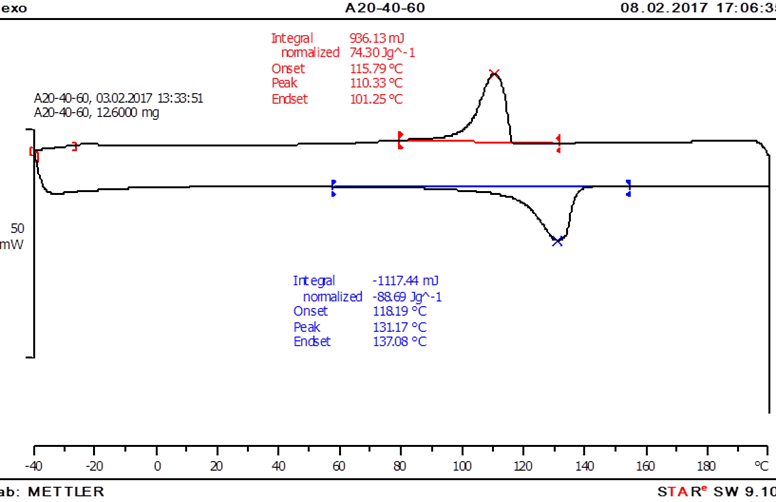 exo A20-40-60 08.02.2017 17:06:35
Integral 936.13 mJ
normalized 74.30 Jg^-1
Onset 115.79 °C
Peak 110.33 °C
Endset 101.25 °C
A20-40-60, 03.02.2017 13:33:51
A20-40-60, 12.6000 mg
50
mW
Integral -1117.44 mJ
normalized -88.69 Jg^-1
Onset 118.19 °C
Peak 131.17 °C
Endset 137.08 °C
-40 -20 0 20 40 60 80 100 120 140 160 180 °C
ab: METTLER STARe SW 9.10